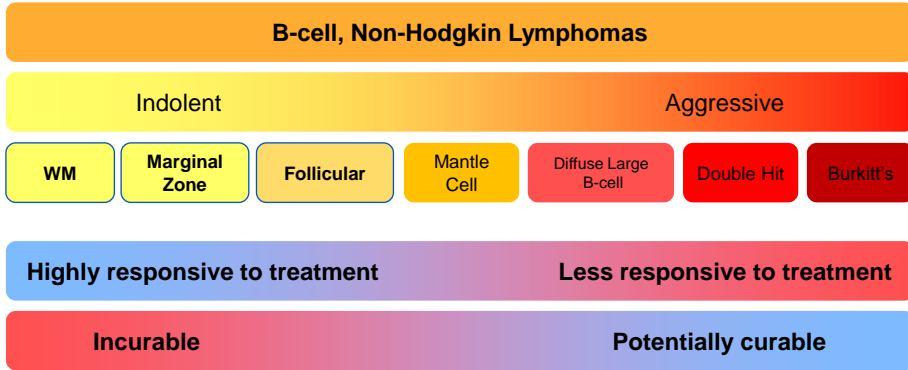 B-cell, Non-Hodgkin Lymphomas
Indolent
Aggressive
WM
Marginal
Zone
Follicular
Mantle
Cell
Diffuse Large
B-cell
Double Hit
Burkitt's
Highly responsive to treatment
Less responsive to treatment
Incurable
Potentially curable